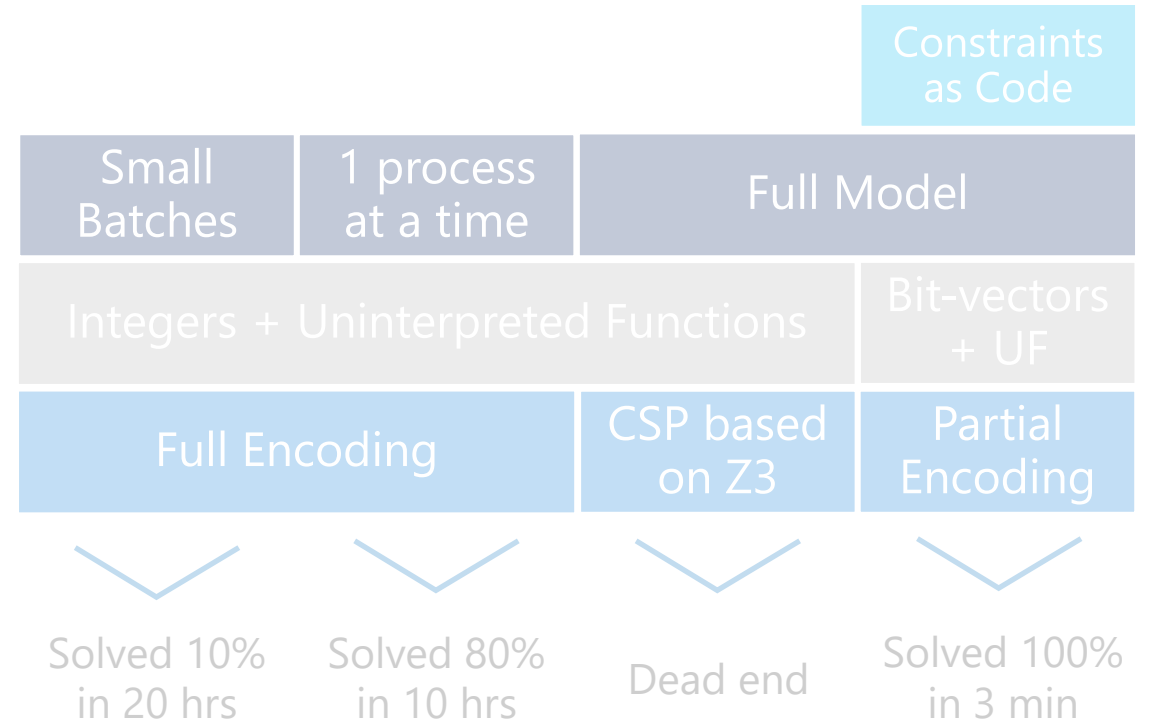 Constraints
as Code
Small
Batches
1 process
at a time
Full Model
Integers + Uninterpreted Functions
Bit-vectors
+ UF
Full Encoding
CSP based
on Z3
Partial
Encoding
Solved 10%
in 20 hrs
Solved 80%
in 10 hrs
Dead end
Solved 100%
in 3 min